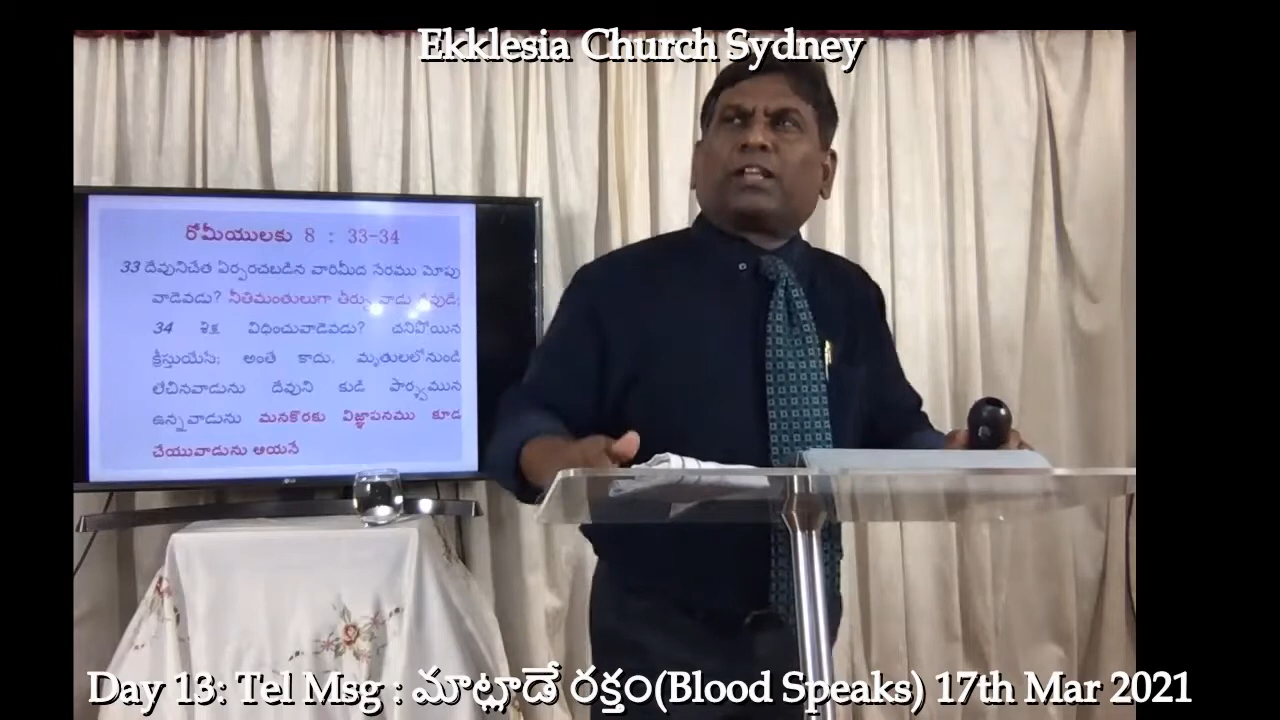 Ekklesia Church Sydney
రోమీయులకు 8 : 33-34
33 దేవునిచేత ఏర్పరచబడిన వారిమీద నేరము మోపు
వాడెవడు? నీతిమంతులుగా తీర్చు వాడు దేవుడే;
34 శిక్ష విధించువాడెవడు? చనిపోయిన
క్రీస్తుయేసే; అంతే కాదు, మృతులలోనుండి
లేచినవాడును దేవుని కుడి పార్శ్వమున
ఉన్నవాడును మనకొరకు విజ్ఞాపనము కూడ
చేయువాడును ఆయనే
LG
Day 13: Tel Msg : మాట్లాడే రక్తం(Blood Speaks) 17th Mar 2021